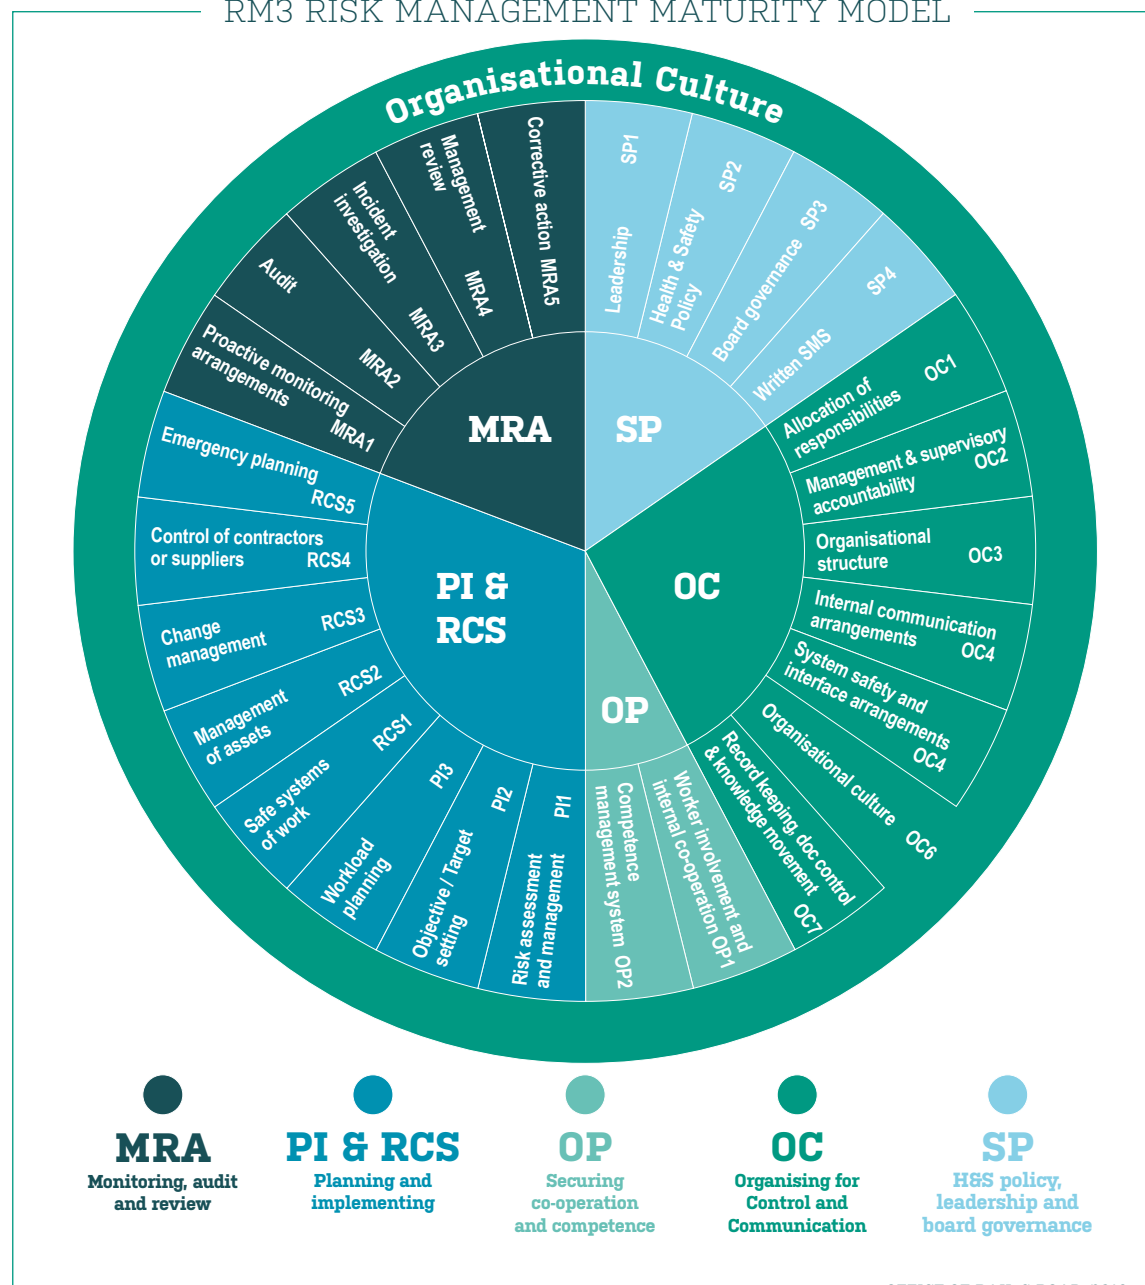 RM3 RISK MANAGEMENT MATURITY MODEL
Organisational Culture
SP1
Leadership
SP2
Health & Safety
Policy
SP3
Board governance
SP4
Written SMS
Allocation of
responsibilities
OC1
Management & supervisory
accountability
OC2
Organisational
structure
OC3
Internal communication
arrangements
OC4
System safety and
interface arrangements
OC4
Organisational culture
OC6
Record keeping, doc control
& knowledge movement
OC7
Worker involvement and
internal co-operation OP1
Competence
management system OP2
PI1
Risk assessment
and management
PI2
Objective / Target
setting
PI3
Workload
planning
RCS1
Safe systems
of work
RCS2
Management
of assets
RCS3
Change
management
Control of contractors
or suppliers
RCS4
Emergency planning
RCS5
Proactive monitoring
arrangements
MRA1
Audit
MRA2
Incident
investigation
MRA3
Management
review
MRA4
Corrective action MRA5
MRA
SP
PI &
RCS
OC
OP
MRA
Monitoring, audit
and review
PI & RCS
Planning and
implementing
OP
Securing
co-operation
and competence
OC
Organising for
Control and
Communication
SP
H&S policy,
leadership and
board governance